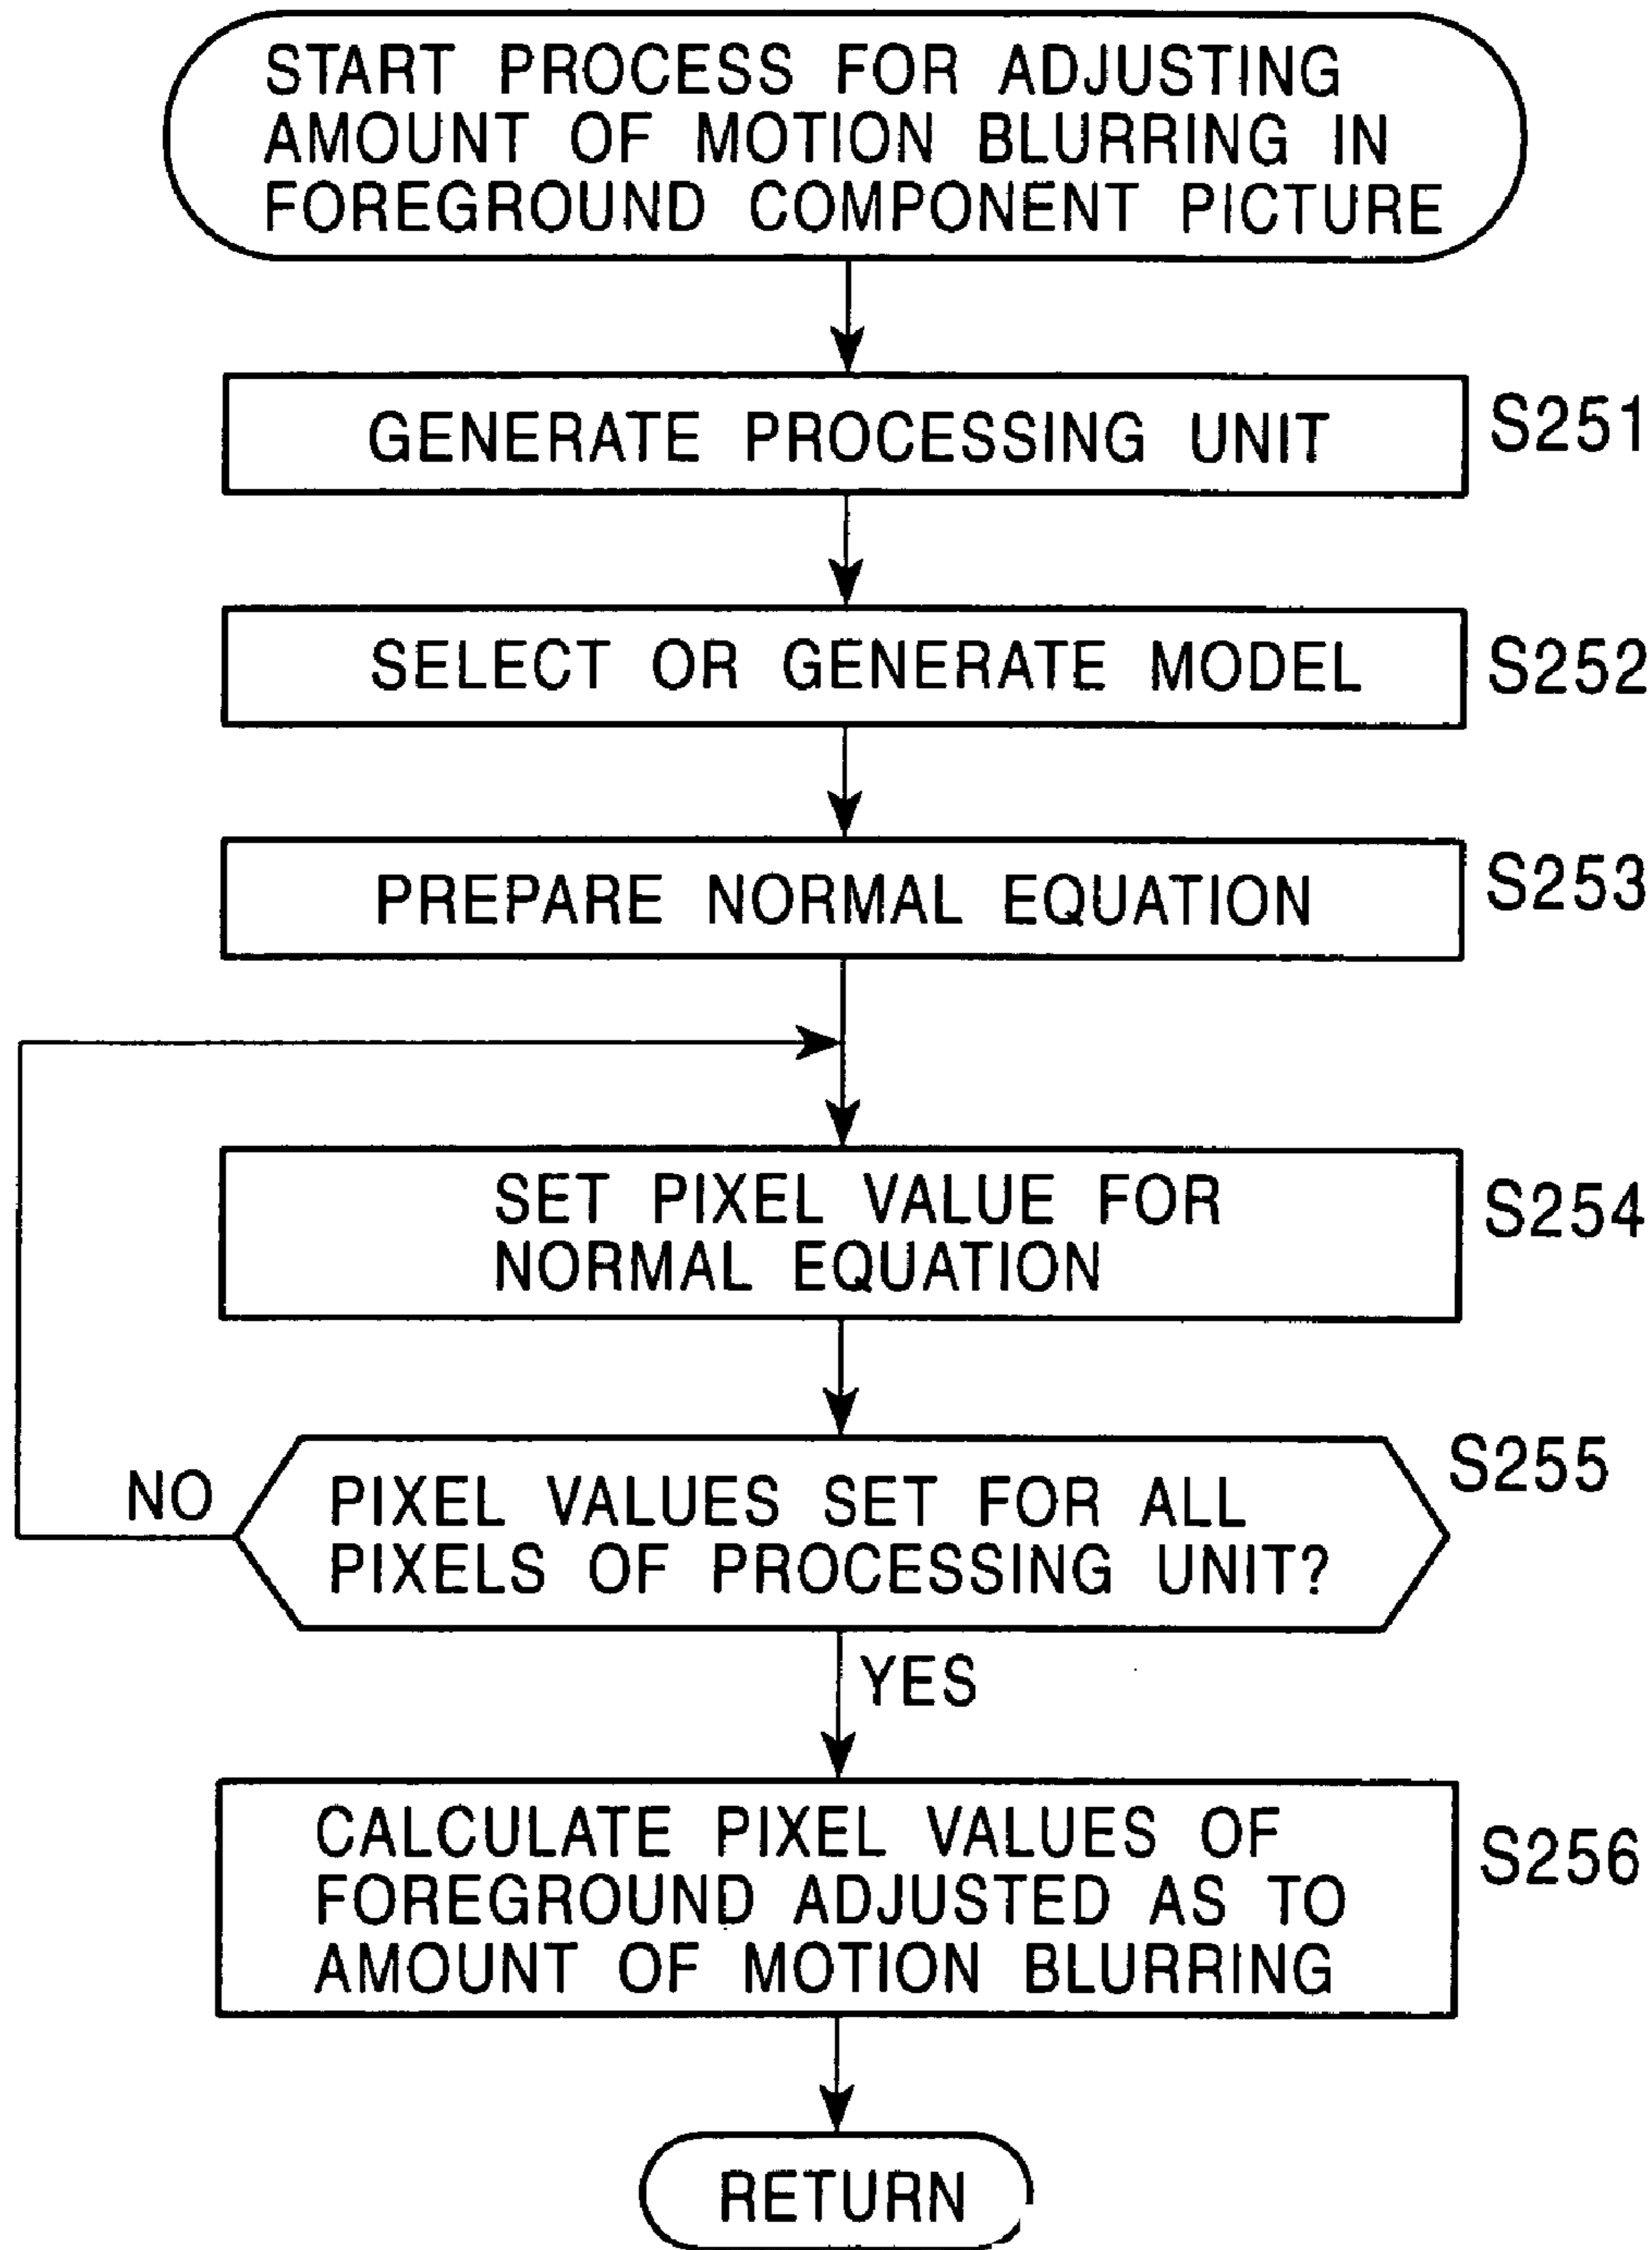 START PROCESS FOR ADJUSTING
AMOUNT OF MOTION BLURRING IN
FOREGROUND COMPONENT PICTURE
GENERATE PROCESSING UNIT
S251
SELECT OR GENERATE MODEL
S252
PREPARE NORMAL EQUATION
S253
SET PIXEL VALUE FOR
NORMAL EQUATION
S254
S255
NO
PIXEL VALUES SET FOR ALL
PIXELS OF PROCESSING UNIT?
YES
CALCULATE PIXEL VALUES OF
FOREGROUND ADJUSTED AS TO
AMOUNT OF MOTION BLURRING
S256
RETURN